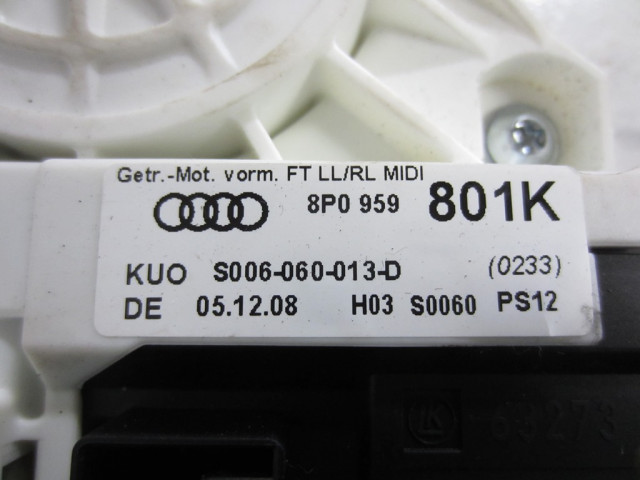 Getr.-Mot. vorm. FT LL/RL MIDI
8P0 959 801K
KUO S006-060-013-D (0233)
DE 05.12.08 H03 S0060 PS12
63273